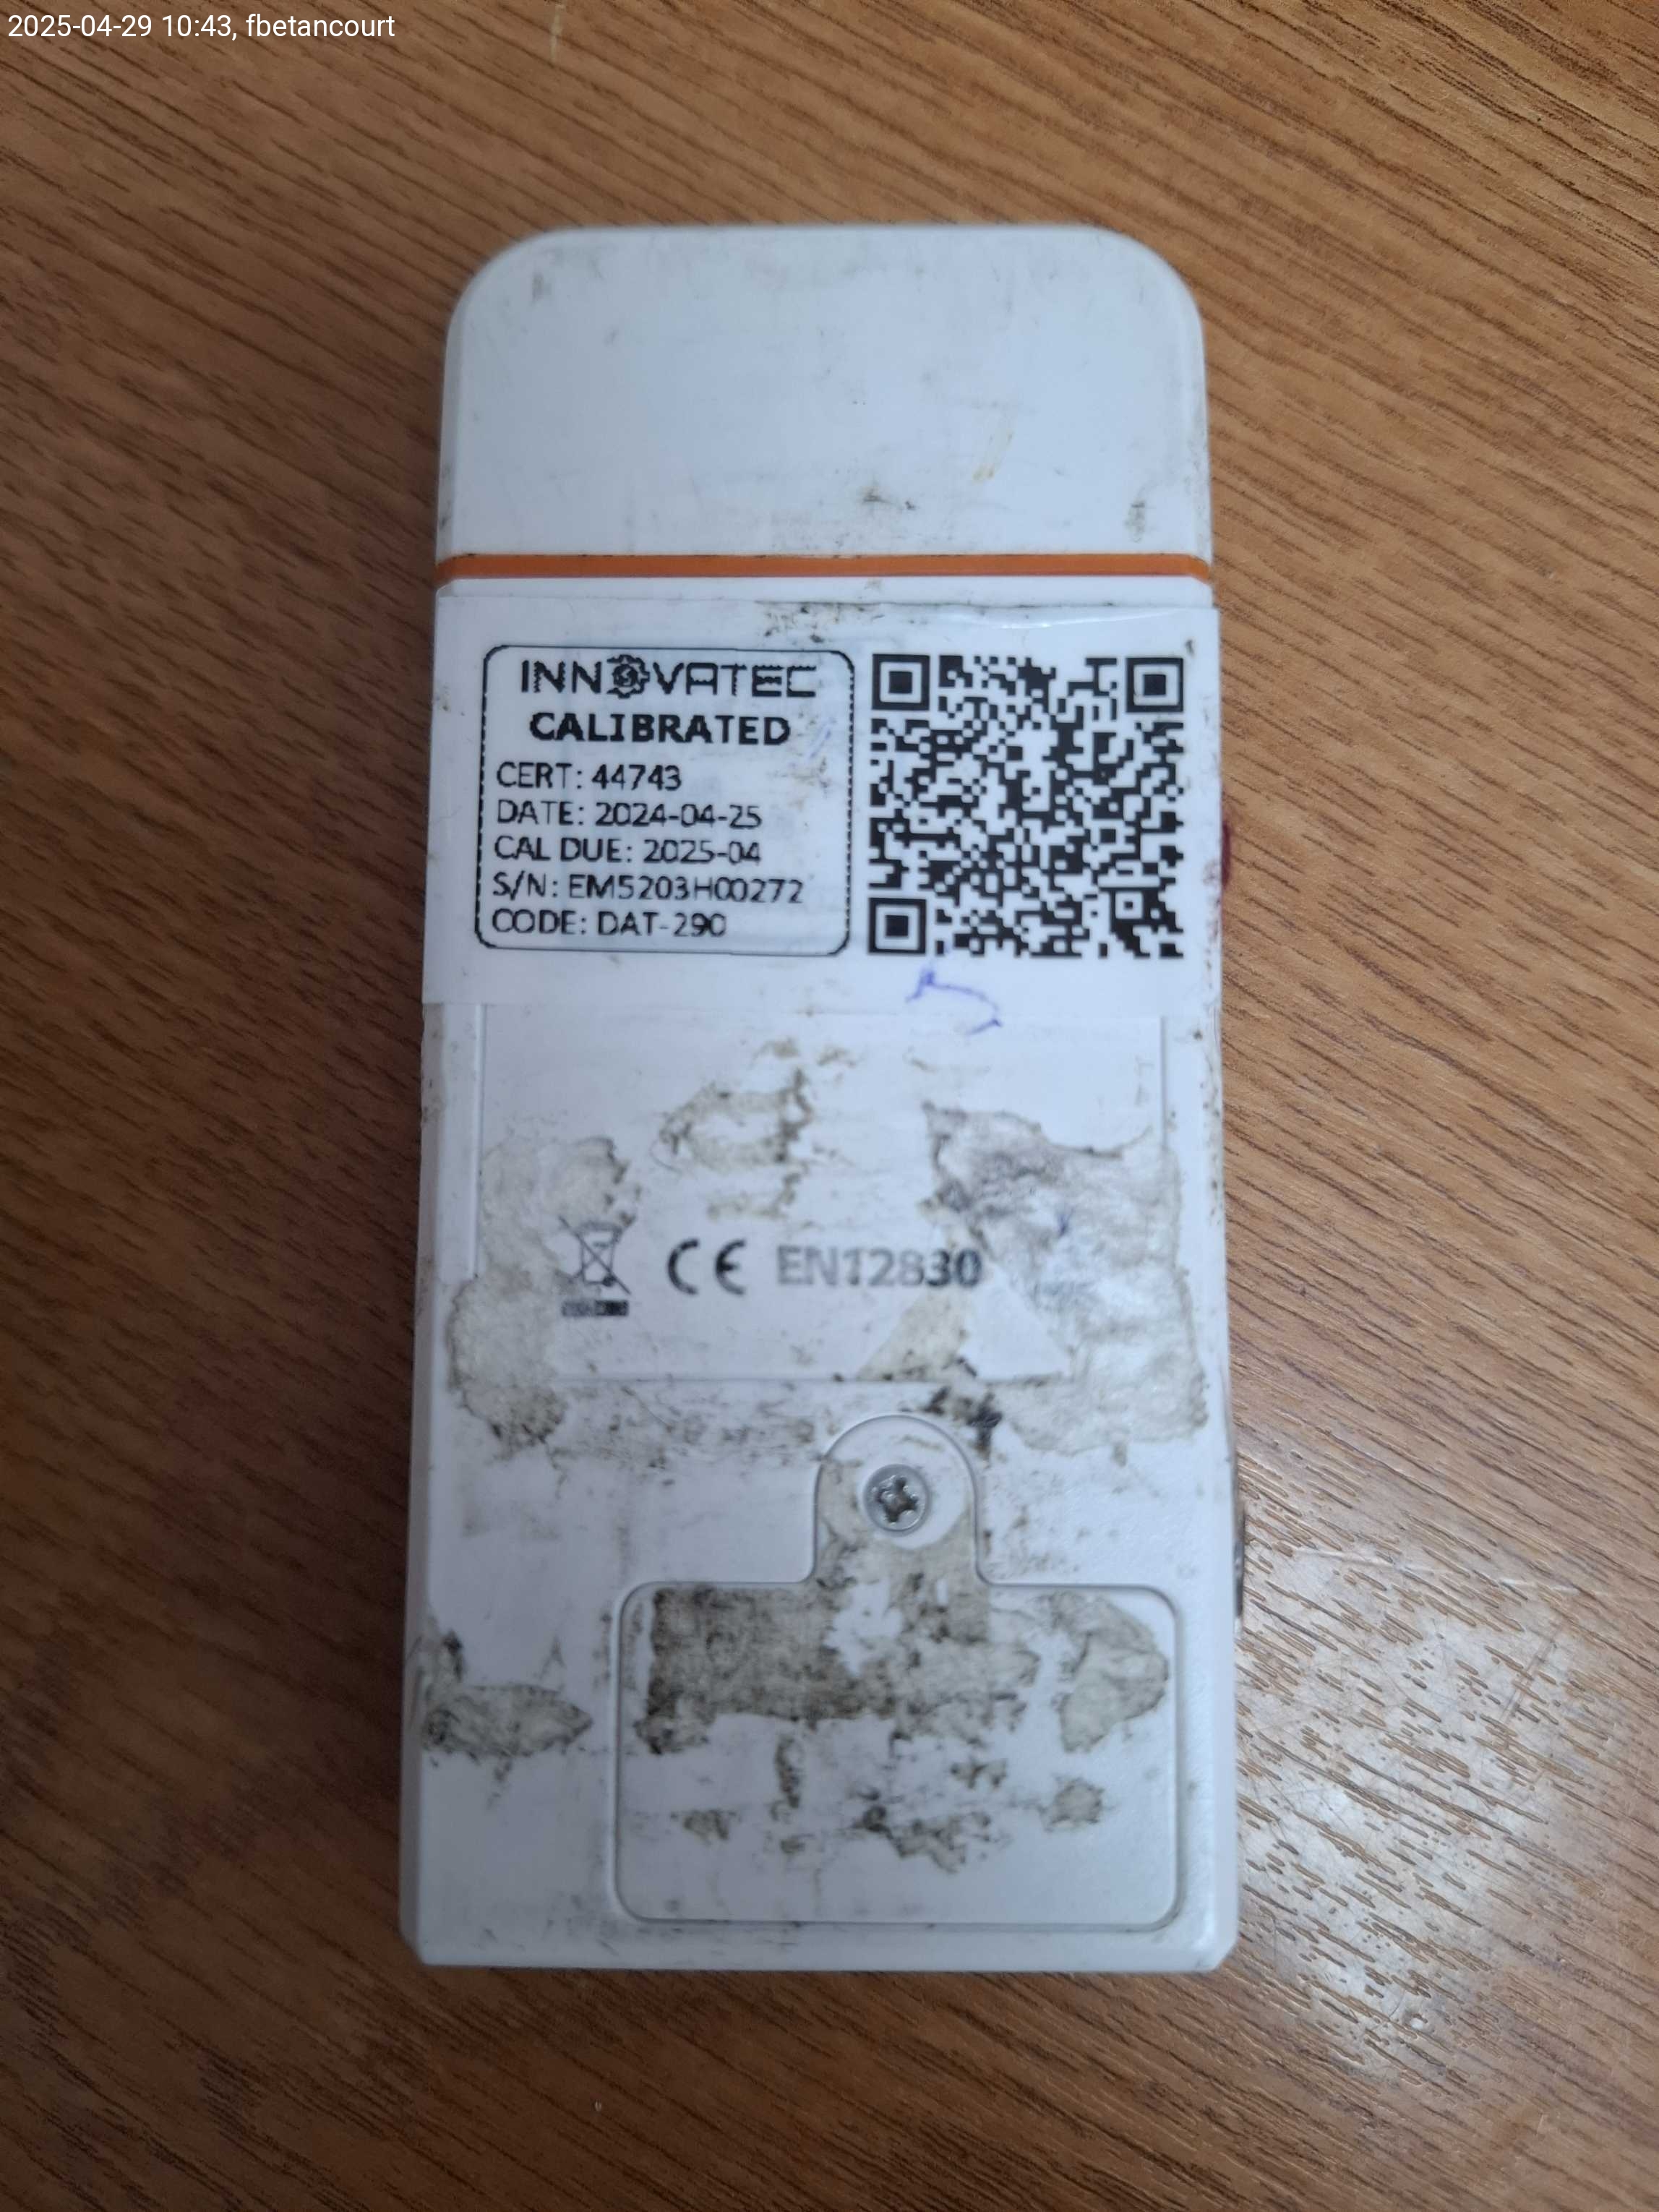 2025-04-29 10:43, fbetancourt
INNOVATEC
CALIBRATED
CERT: 44743
DATE: 2024-04-25
CAL DUE: 2025-04
S/N: EM5203H00272
CODE: DAT-290
CE EN12830